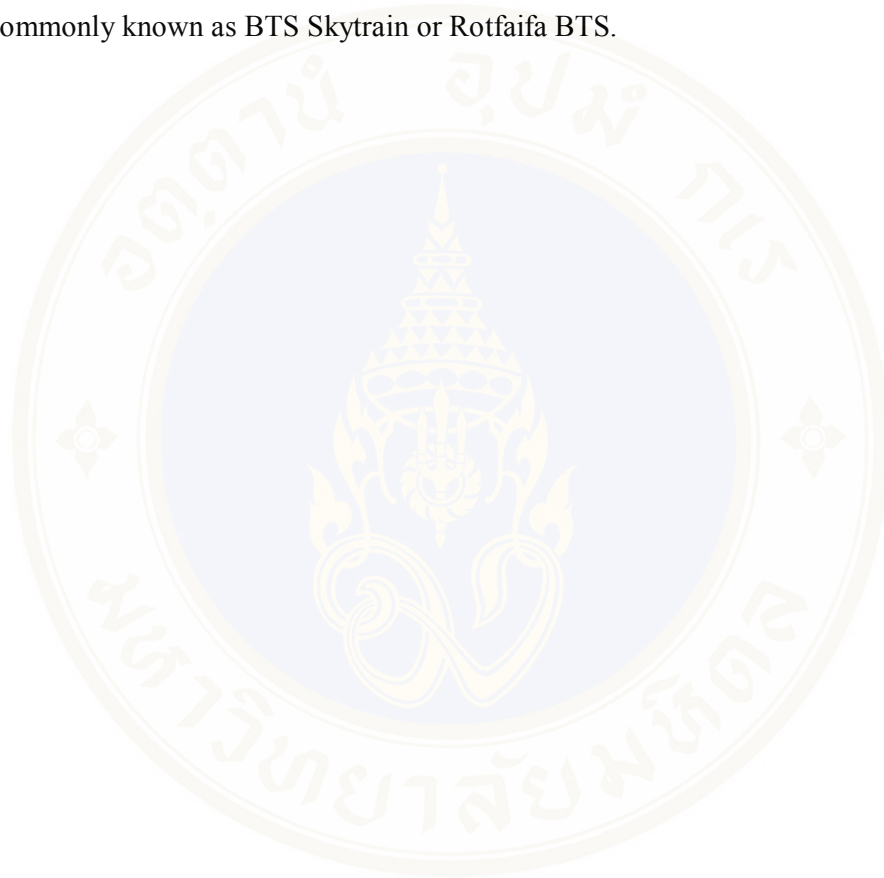 ommonly known as BTS Skytrain or Rotfaifa BTS.
อตฺตานํ อุปมํ กเร
มหาวิทยาลัยมหิดล